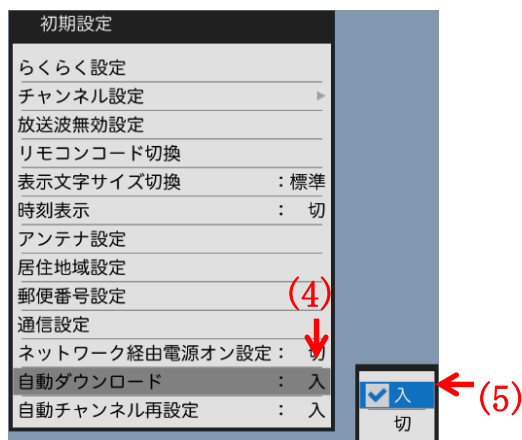 初期設定
らくらく設定
チャンネル設定
放送波無効設定
リモコンコード切換
表示文字サイズ切換 :標準
時刻表示 : 切
アンテナ設定
居住地域設定
郵便番号設定
(4)
通信設定
ネットワーク経由電源オン設定: 切
自動ダウンロード : 入
自動チャンネル再設定 : 入
入
(5)
切